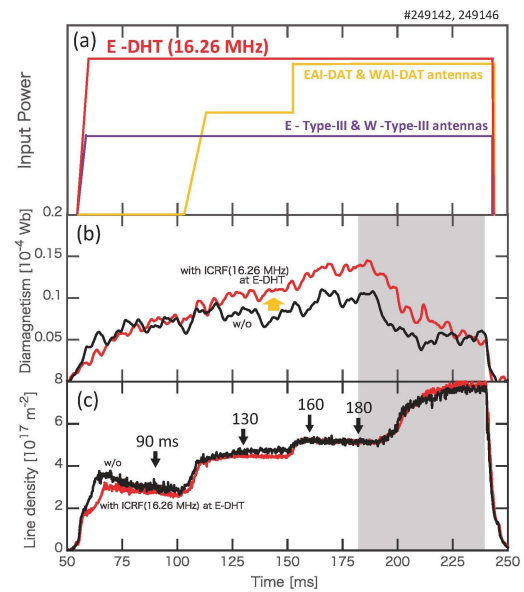 #249142, 249146
(a)
E -DHT (16.26 MHz)
EAI-DAT & WAI-DAT antennas
E - Type-III & W -Type-III antennas
Input Power
0.2
(b)
0.15
0.1
0.05
with ICRF(16.26 MHz)
at E-DHT
w/o
Diamagnetism [10⁻⁴ Wb]
8
(c)
6
4
2
0
90 ms
130
160
180
w/o
with ICRF(16.26 MHz) at E-DHT
Line density [10¹⁷ m⁻²]
50 75 100 125 150 175 200 225 250
Time [ms]